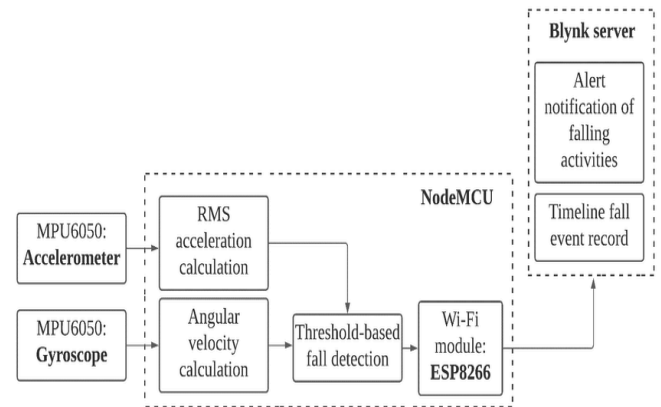 Blynk server
Alert
notification of
falling
activities
Timeline fall
event record
NodeMCU
MPU6050:
Accelerometer
RMS
acceleration
calculation
MPU6050:
Gyroscope
Angular
velocity
calculation
Threshold-based
fall detection
Wi-Fi
module:
ESP8266